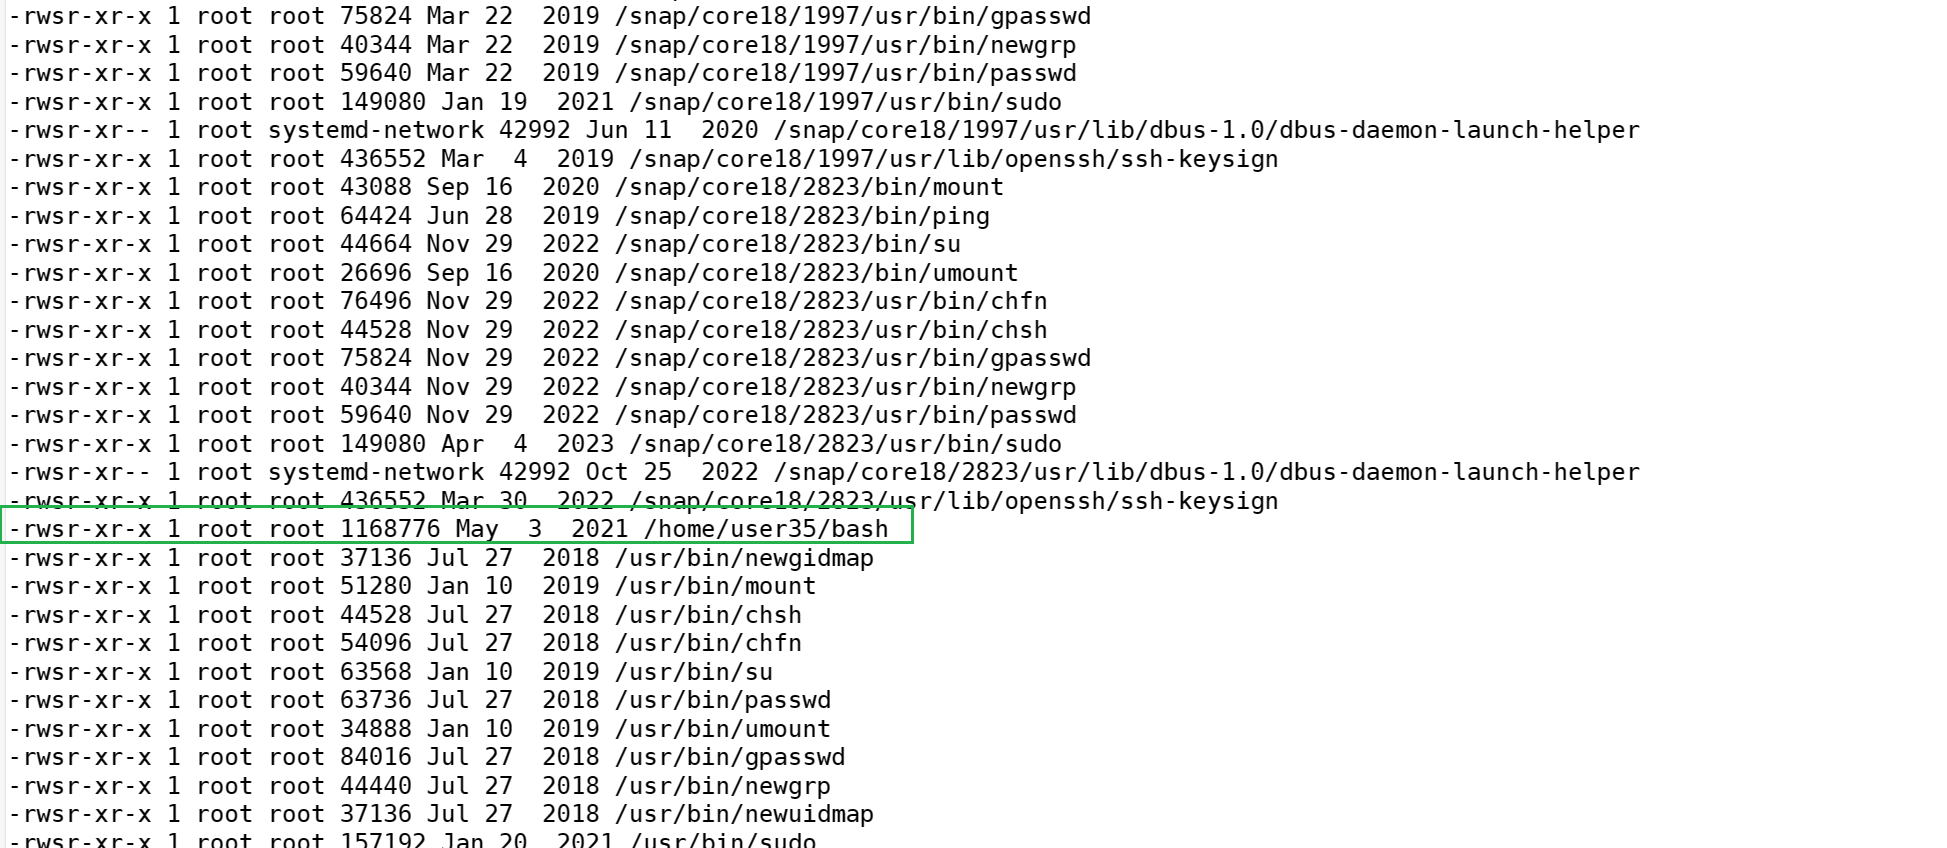 -rwsr-xr-x 1 root root 75824 Mar 22  2019 /snap/core18/1997/usr/bin/gpasswd
-rwsr-xr-x 1 root root 40344 Mar 22  2019 /snap/core18/1997/usr/bin/newgrp
-rwsr-xr-x 1 root root 59640 Mar 22  2019 /snap/core18/1997/usr/bin/passwd
-rwsr-xr-x 1 root root 149080 Jan 19  2021 /snap/core18/1997/usr/bin/sudo
-rwsr-xr-- 1 root systemd-network 42992 Jun 11  2020 /snap/core18/1997/usr/lib/dbus-1.0/dbus-daemon-launch-helper
-rwsr-xr-x 1 root root 436552 Mar  4  2019 /snap/core18/1997/usr/lib/openssh/ssh-keysign
-rwsr-xr-x 1 root root 43088 Sep 16  2020 /snap/core18/2823/bin/mount
-rwsr-xr-x 1 root root 64424 Jun 28  2019 /snap/core18/2823/bin/ping
-rwsr-xr-x 1 root root 44664 Nov 29  2022 /snap/core18/2823/bin/su
-rwsr-xr-x 1 root root 26696 Sep 16  2020 /snap/core18/2823/bin/umount
-rwsr-xr-x 1 root root 76496 Nov 29  2022 /snap/core18/2823/usr/bin/chfn
-rwsr-xr-x 1 root root 44528 Nov 29  2022 /snap/core18/2823/usr/bin/chsh
-rwsr-xr-x 1 root root 75824 Nov 29  2022 /snap/core18/2823/usr/bin/gpasswd
-rwsr-xr-x 1 root root 40344 Nov 29  2022 /snap/core18/2823/usr/bin/newgrp
-rwsr-xr-x 1 root root 59640 Nov 29  2022 /snap/core18/2823/usr/bin/passwd
-rwsr-xr-x 1 root root 149080 Apr  4  2023 /snap/core18/2823/usr/bin/sudo
-rwsr-xr-- 1 root systemd-network 42992 Oct 25  2022 /snap/core18/2823/usr/lib/dbus-1.0/dbus-daemon-launch-helper
-rwsr-xr-x 1 root root 436552 Mar 30  2022 /snap/core18/2823/usr/lib/openssh/ssh-keysign
-rwsr-xr-x 1 root root 1168776 May  3  2021 /home/user35/bash
-rwsr-xr-x 1 root root 37136 Jul 27  2018 /usr/bin/newgidmap
-rwsr-xr-x 1 root root 51280 Jan 10  2019 /usr/bin/mount
-rwsr-xr-x 1 root root 44528 Jul 27  2018 /usr/bin/chsh
-rwsr-xr-x 1 root root 54096 Jul 27  2018 /usr/bin/chfn
-rwsr-xr-x 1 root root 63568 Jan 10  2019 /usr/bin/su
-rwsr-xr-x 1 root root 63736 Jul 27  2018 /usr/bin/passwd
-rwsr-xr-x 1 root root 34888 Jan 10  2019 /usr/bin/umount
-rwsr-xr-x 1 root root 84016 Jul 27  2018 /usr/bin/gpasswd
-rwsr-xr-x 1 root root 44440 Jul 27  2018 /usr/bin/newgrp
-rwsr-xr-x 1 root root 37136 Jul 27  2018 /usr/bin/newuidmap
-rwsr-xr-x 1 root root 157192 Jan 20  2021 /usr/bin/sudo